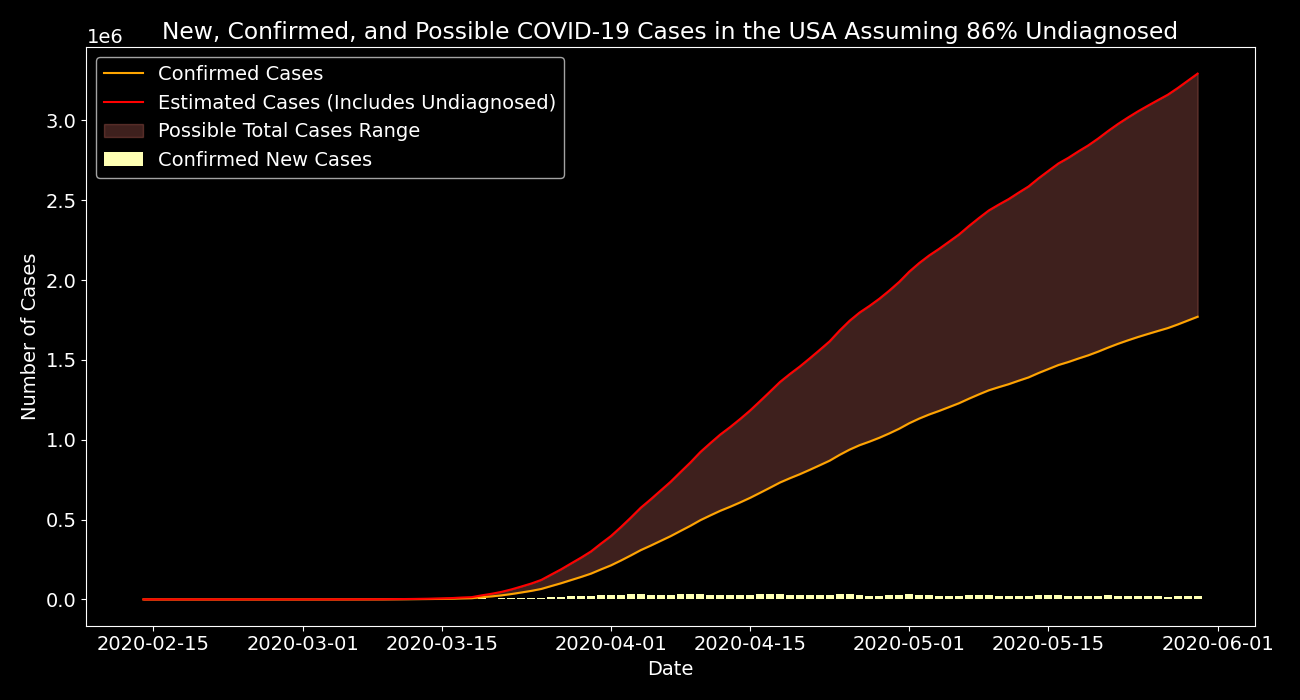 New, Confirmed, and Possible COVID-19 Cases in the USA Assuming 86% Undiagnosed
1e6
Confirmed Cases
Estimated Cases (Includes Undiagnosed)
Possible Total Cases Range
Confirmed New Cases
3.0
2.5
2.0
1.5
1.0
0.5
0.0
Number of Cases
2020-02-15 2020-03-01 2020-03-15 2020-04-01 2020-04-15 2020-05-01 2020-05-15 2020-06-01
Date